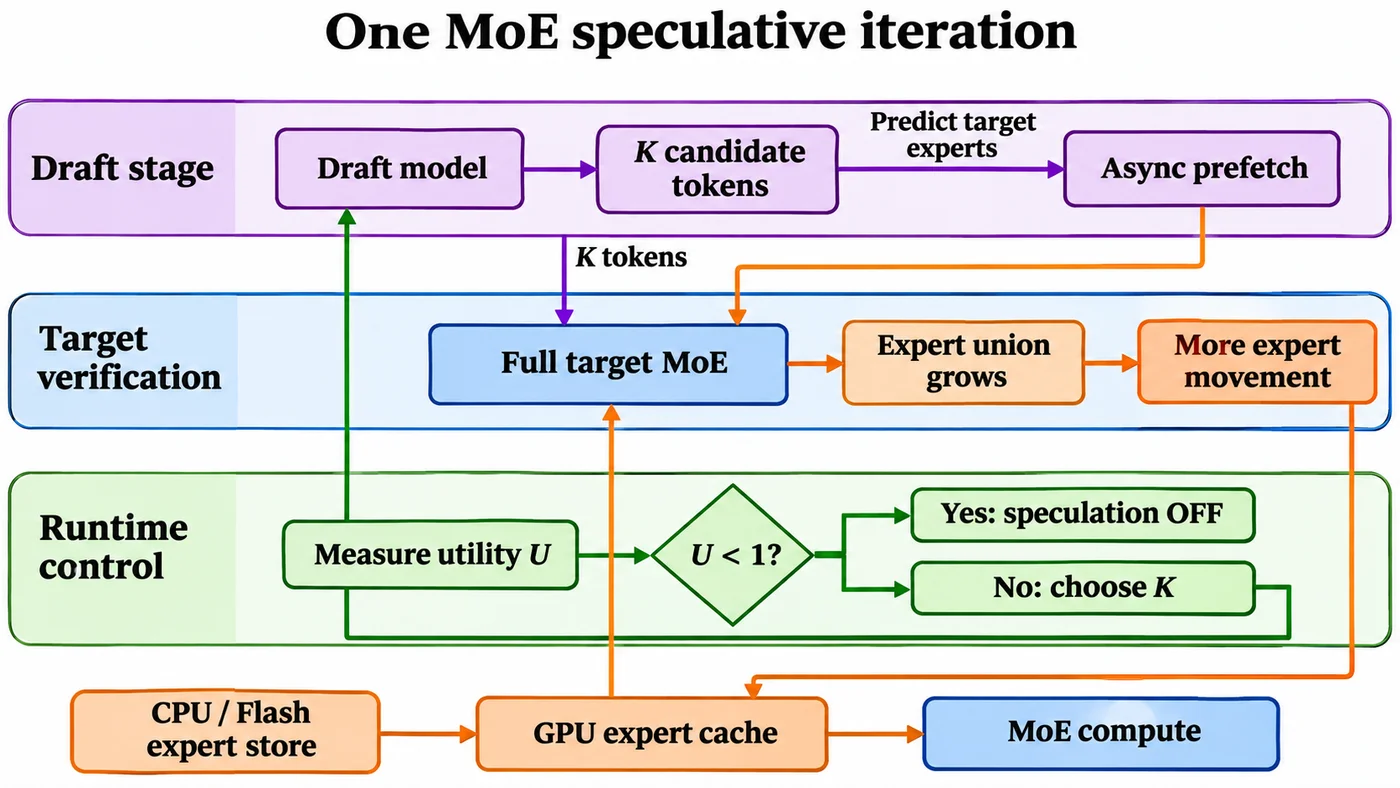 One MoE speculative iteration
Draft stage
Draft model
K candidate
tokens
Predict target
experts
Async prefetch
K tokens
Target
verification
Full target MoE
Expert union
grows
More expert
movement
Runtime
control
Measure utility U
U < 1?
Yes: speculation OFF
No: choose K
CPU / Flash
expert store
GPU expert cache
MoE compute